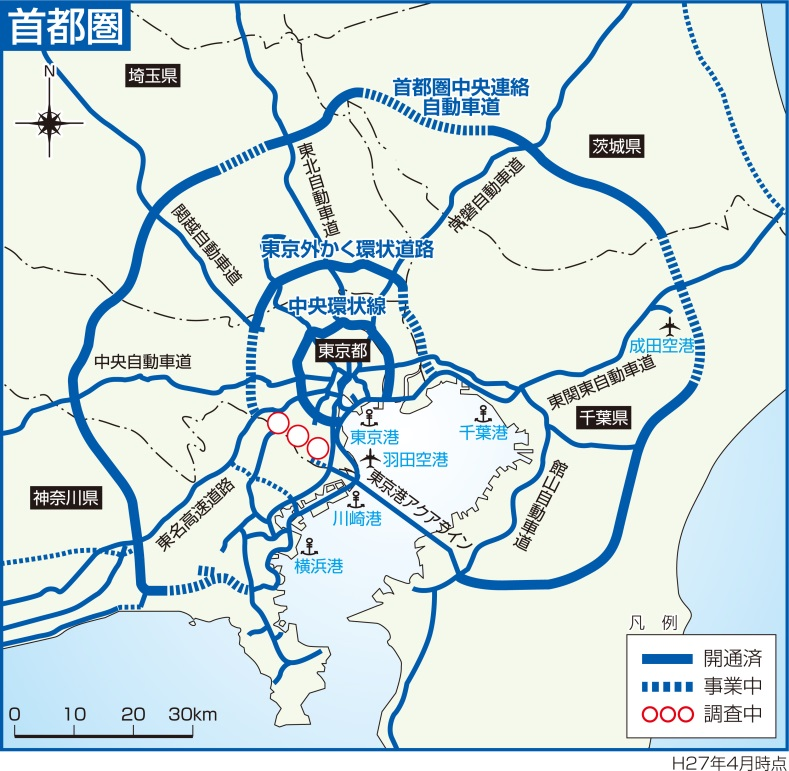 首都圏
N
埼玉県
首都圏中央連絡
自動車道
茨城県
東北自動車道
常磐自動車道
関越自動車道
東京外かく環状道路
中央環状線
東京都
成田空港
中央自動車道
東関東自動車道
千葉県
東京港
千葉港
羽田空港
館山自動車道
神奈川県
東名高速道路
東京港アクアライン
川崎港
横浜港
凡 例
開通済
事業中
調査中
0 10 20 30km
H27年4月時点